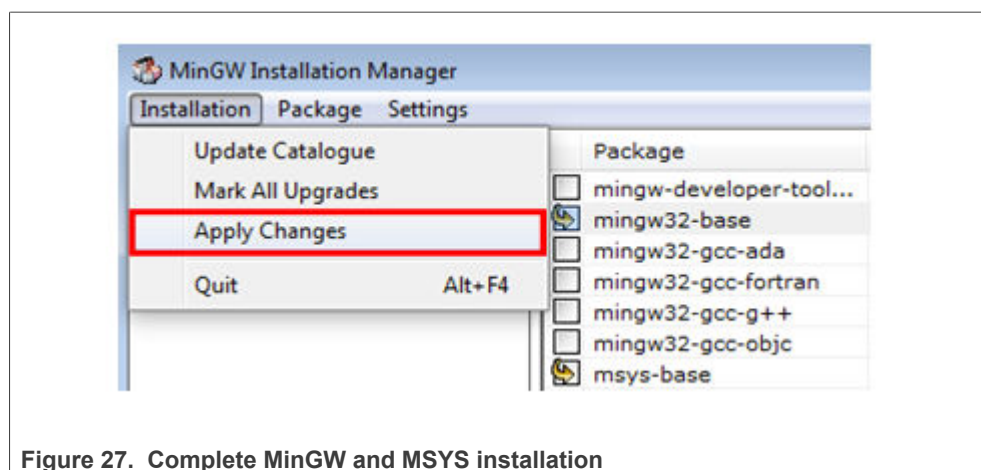 MinGW Installation Manager
Installation Package Settings
Update Catalogue
Mark All Upgrades
Apply Changes
Quit Alt+F4
Package
mingw-developer-tool...
mingw32-base
mingw32-gcc-ada
mingw32-gcc-fortran
mingw32-gcc-g++
mingw32-gcc-objc
msys-base
Figure 27. Complete MinGW and MSYS installation